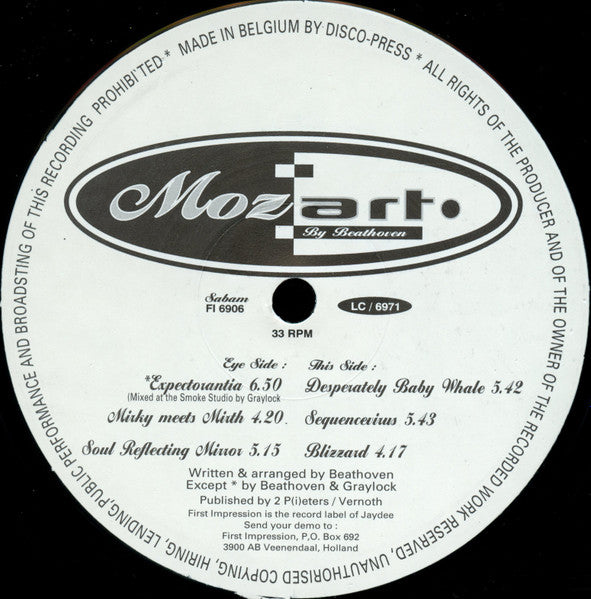 MADE IN BELGIUM BY DISCO-PRESS * ALL RIGHTS OF THE PRODUCER AND OF THE OWNER OF THE RECORDED WORK RESERVED, UNAUTHORISED COPYING, HIRING, LENDING,PUBLIC PERFORMANCE AND BROADSTING OF THIS RECORDING PROHIBITED *
Mozart.
By Beathoven
Sabam
FI 6906
LC / 6971
33 RPM
Eye Side :
*Expectorantia 6.50
(Mixed at the Smoke Studio by Graylock
Mirky meets Mirth 4.20
Soul Reflecting Mirror 5.15
This Side :
Desperately Baby Whale 5.42
Sequencevirus 5.43
Blizzard 4.17
Written & arranged by Beathoven
Except * by Beathoven & Graylock
Published by 2 P(i)eters / Vernoth
First Impression is the record label of Jaydee
Send your demo to :
First Impression, P.O. Box 692
3900 AB Veenendaal, Holland